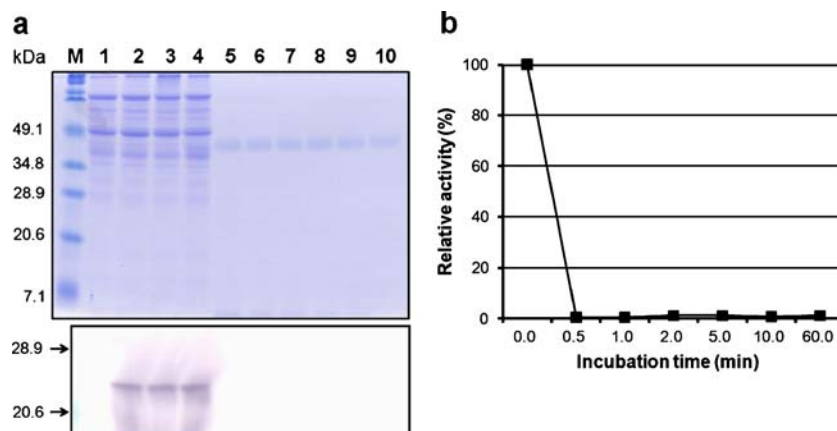 a
kDa M 1 2 3 4 5 6 7 8 9 10
49.1
34.8
28.9
20.6
7.1
28.9
20.6
b
100
80
60
40
20
0
Relative activity (%)
0.0 0.5 1.0 2.0 5.0 10.0 60.0
Incubation time (min)